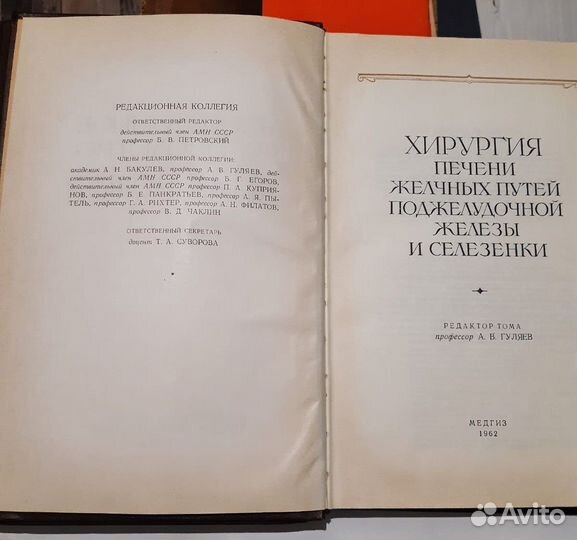 РЕДАКЦИОННАЯ КОЛЛЕГИЯ
ОТВЕТСТВЕННЫЙ РЕДАКТОР
действительный член АМН СССР
профессор Б. В. ПЕТРОВСКИЙ
ЧЛЕНЫ РЕДАКЦИОННОЙ КОЛЛЕГИИ:
академик А. Н. БАКУЛЕВ, профессор А. В. ГУЛЯЕВ, дей-
ствительный член АМН СССР профессор Б. Г. ЕГОРОВ,
действительный член АМН СССР профессор П. А. КУПРИЯ-
НОВ, профессор Б. Е. ПАНКРАТЬЕВ, профессор А. Я. ПЫ-
ТЕЛЬ, профессор Г. А. РИХТЕР, профессор А. Н. ФИЛАТОВ,
профессор В. Д. ЧАКЛИН
ОТВЕТСТВЕННЫЙ СЕКРЕТАРЬ
доцент Т. А. СУВОРОВА
ХИРУРГИЯ
ПЕЧЕНИ
ЖЕЛЧНЫХ ПУТЕЙ
ПОДЖЕЛУДОЧНОЙ
ЖЕЛЕЗЫ
И СЕЛЕЗЕНКИ
РЕДАКТОР ТОМА
профессор А. В. ГУЛЯЕВ
МЕДГИЗ
1962
Avito